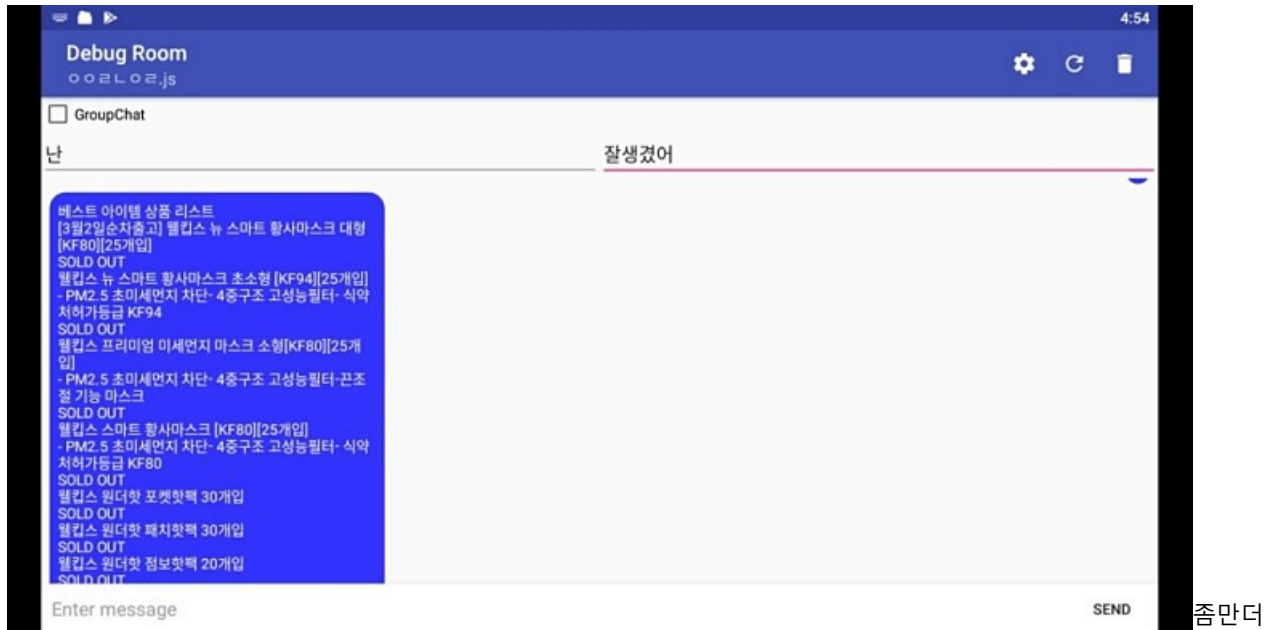 4:54
Debug Room
ㅇㅇㄹㄴㅇㄹ.js
GroupChat
난
잘생겼어
베스트 아이템 상품 리스트
[3월2일순차출고] 웰킵스 뉴 스마트 황사마스크 대형
[KF80][25개입]
SOLD OUT
웰킵스 뉴 스마트 황사마스크 초소형 [KF94][25개입]
- PM2.5 초미세먼지 차단- 4중구조 고성능필터- 식약
처허가등급 KF94
SOLD OUT
웰킵스 프리미엄 미세먼지 마스크 소형[KF80][25개
입]
- PM2.5 초미세먼지 차단- 4중구조 고성능필터-끈조
절 기능 마스크
SOLD OUT
웰킵스 스마트 황사마스크 [KF80][25개입]
- PM2.5 초미세먼지 차단- 4중구조 고성능필터- 식약
처허가등급 KF80
SOLD OUT
웰킵스 원더핫 포켓핫팩 30개입
SOLD OUT
웰킵스 원더핫 패치핫팩 30개입
SOLD OUT
웰킵스 원더핫 점보핫팩 20개입
SOLD OUT
Enter message
SEND
좀만더